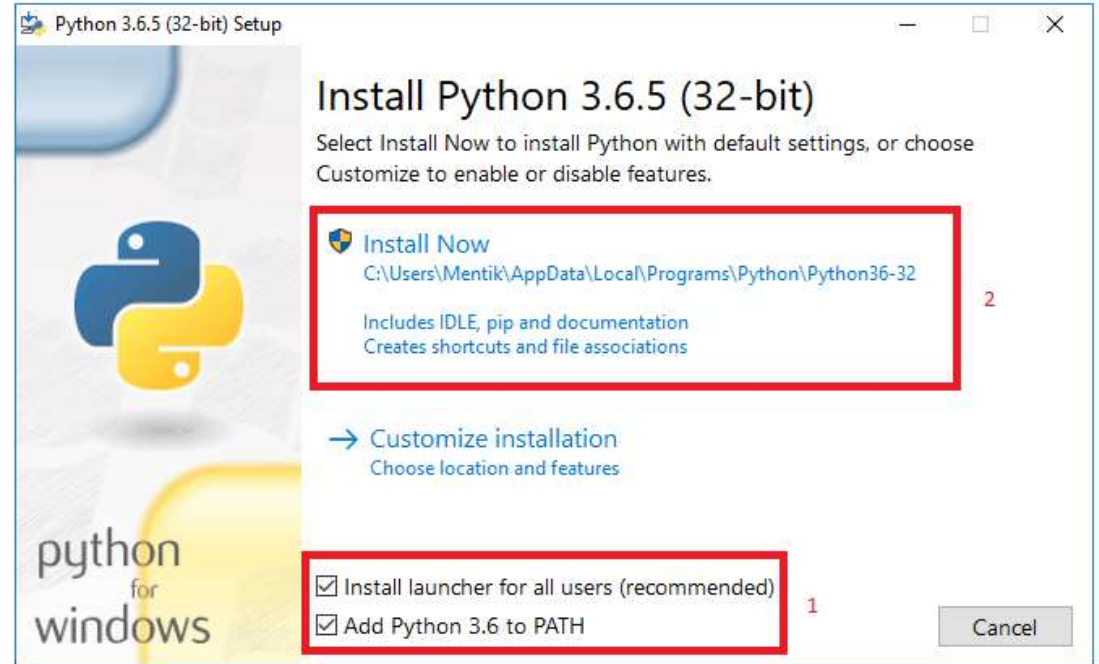 Python 3.6.5 (32-bit) Setup
Install Python 3.6.5 (32-bit)
Select Install Now to install Python with default settings, or choose
Customize to enable or disable features.
Install Now
C:\Users\Mentik\AppData\Local\Programs\Python\Python36-32
Includes IDLE, pip and documentation
Creates shortcuts and file associations
2
Customize installation
Choose location and features
python
for
windows
Install launcher for all users (recommended)
Add Python 3.6 to PATH
1
Cancel